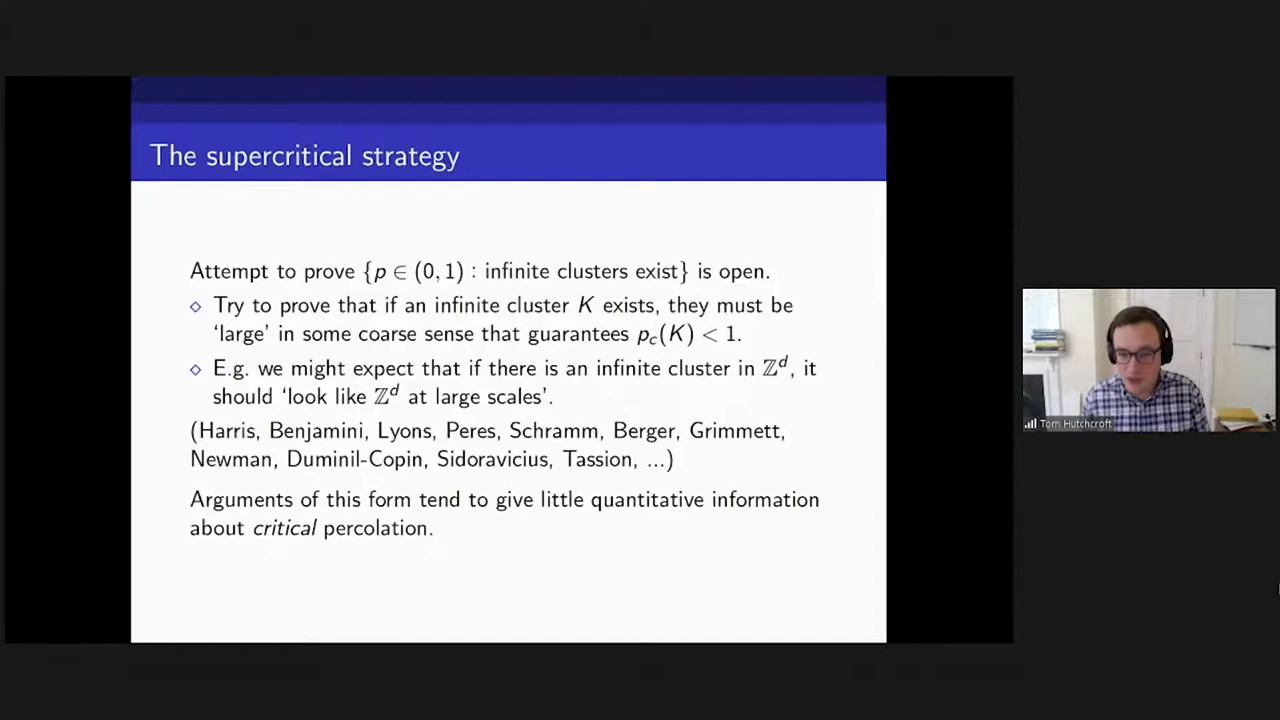 The supercritical strategy
Attempt to prove {p ∈ (0, 1) : infinite clusters exist} is open.
⋄ Try to prove that if an infinite cluster K exists, they must be
‘large’ in some coarse sense that guarantees p_c(K) < 1.
⋄ E.g. we might expect that if there is an infinite cluster in ℤ^d, it
should ‘look like ℤ^d at large scales’.
(Harris, Benjamini, Lyons, Peres, Schramm, Berger, Grimmett,
Newman, Duminil-Copin, Sidoravicius, Tassion, ...)
Arguments of this form tend to give little quantitative information
about critical percolation.
Tom Hutchcroft